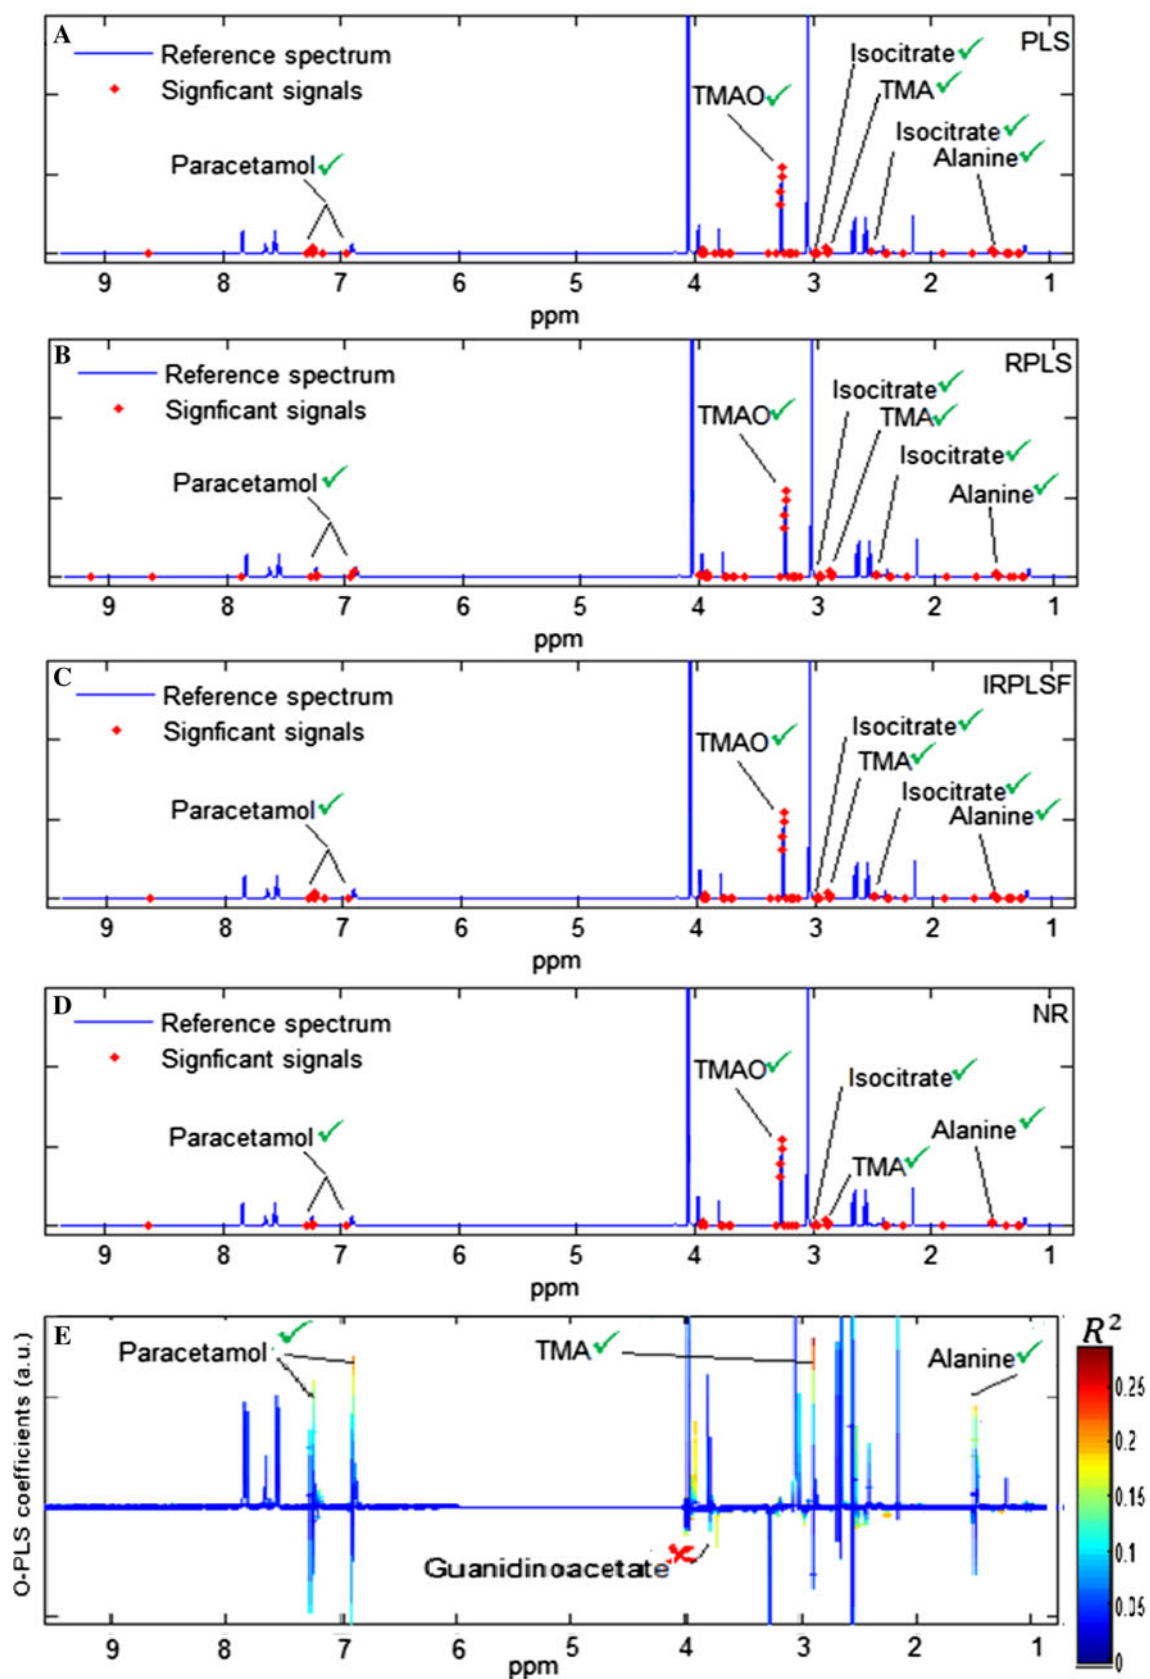 A
Reference spectrum
Signficant signals
PLS
Isocitrate
TMA
TMAO
Isocitrate
Alanine
Paracetamol
9 8 7 6 5 4 3 2 1
ppm
B
Reference spectrum
Signficant signals
RPLS
Isocitrate
TMA
TMAO
Isocitrate
Paracetamol
Alanine
9 8 7 6 5 4 3 2 1
ppm
C
Reference spectrum
Signficant signals
IRPLSF
Isocitrate
TMAO
TMA
Isocitrate
Paracetamol
Alanine
9 8 7 6 5 4 3 2 1
ppm
D
Reference spectrum
Signficant signals
NR
TMAO
Isocitrate
Paracetamol
Alanine
TMA
9 8 7 6 5 4 3 2 1
ppm
E
O-PLS coefficients (a.u.)
Paracetamol
TMA
Alanine
Guanidinoacetate
9 8 7 6 5 4 3 2 1
ppm
R²
0.25
0.2
0.15
0.1
0.05
0